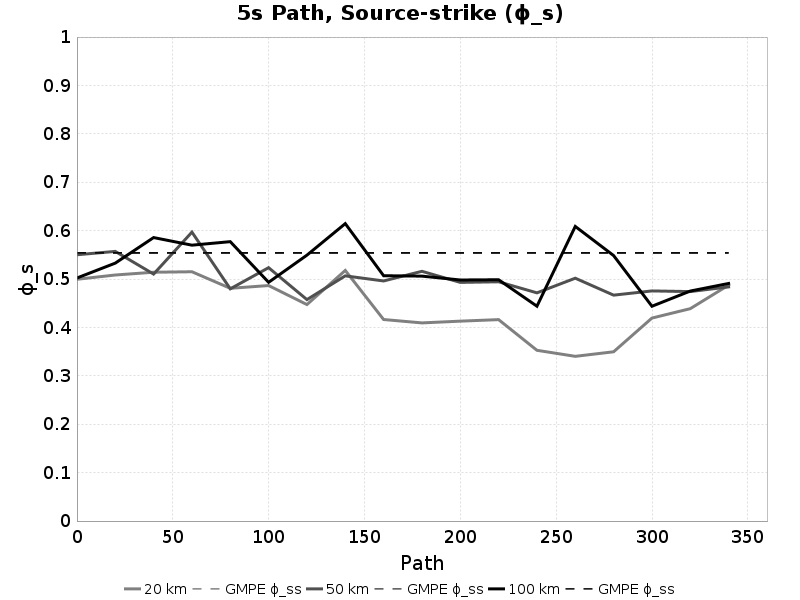 5s Path, Source-strike (ϕ_s)
1
0.9
0.8
0.7
0.6
0.5
0.4
0.3
0.2
0.1
0
ϕ_s
0 50 100 150 200 250 300 350
Path
20 km GMPE ϕ_ss 50 km GMPE ϕ_ss 100 km GMPE ϕ_ss